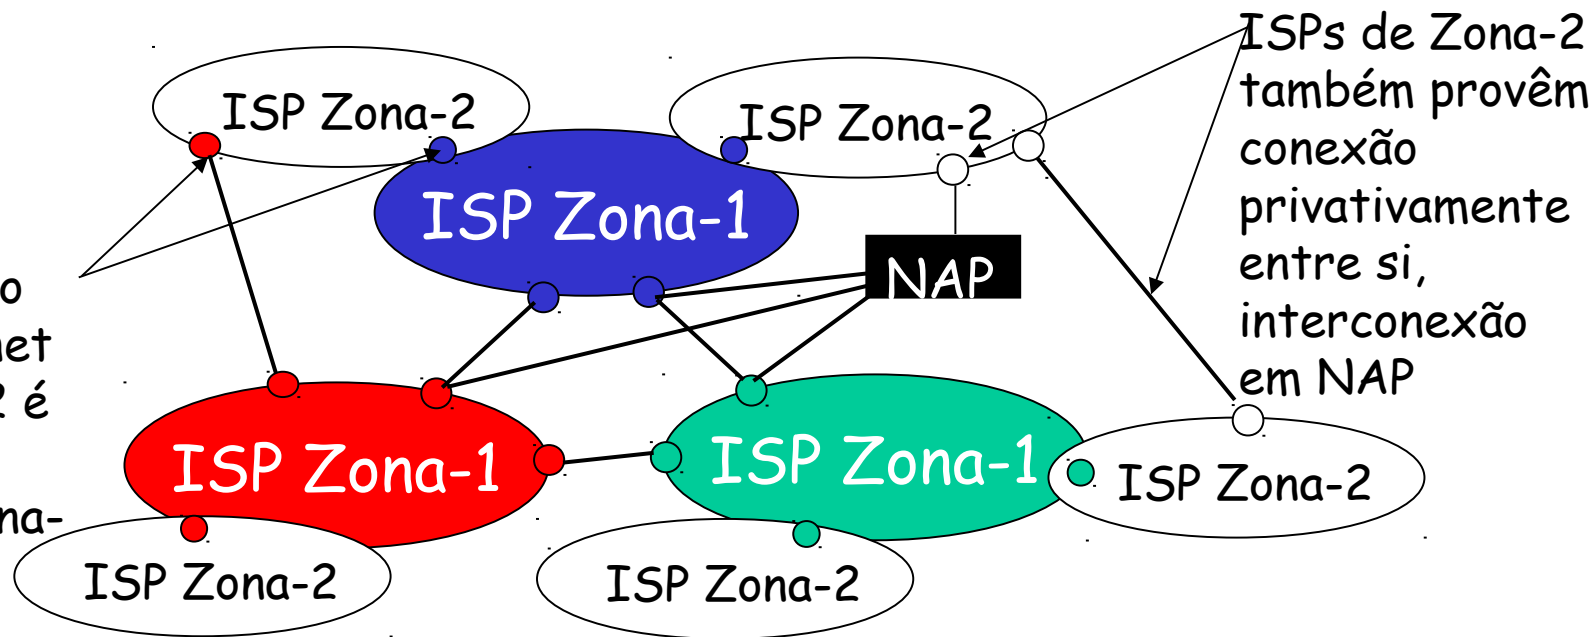 ISPs de Zona-2
também provêm
conexão
privativamente
entre si,
interconexão
em NAP
ISP Zona-2
ISP Zona-2
ISP Zona-1
NAP
o
et
2 é
na-
ISP Zona-1
ISP Zona-1
ISP Zona-2
ISP Zona-2
ISP Zona-2